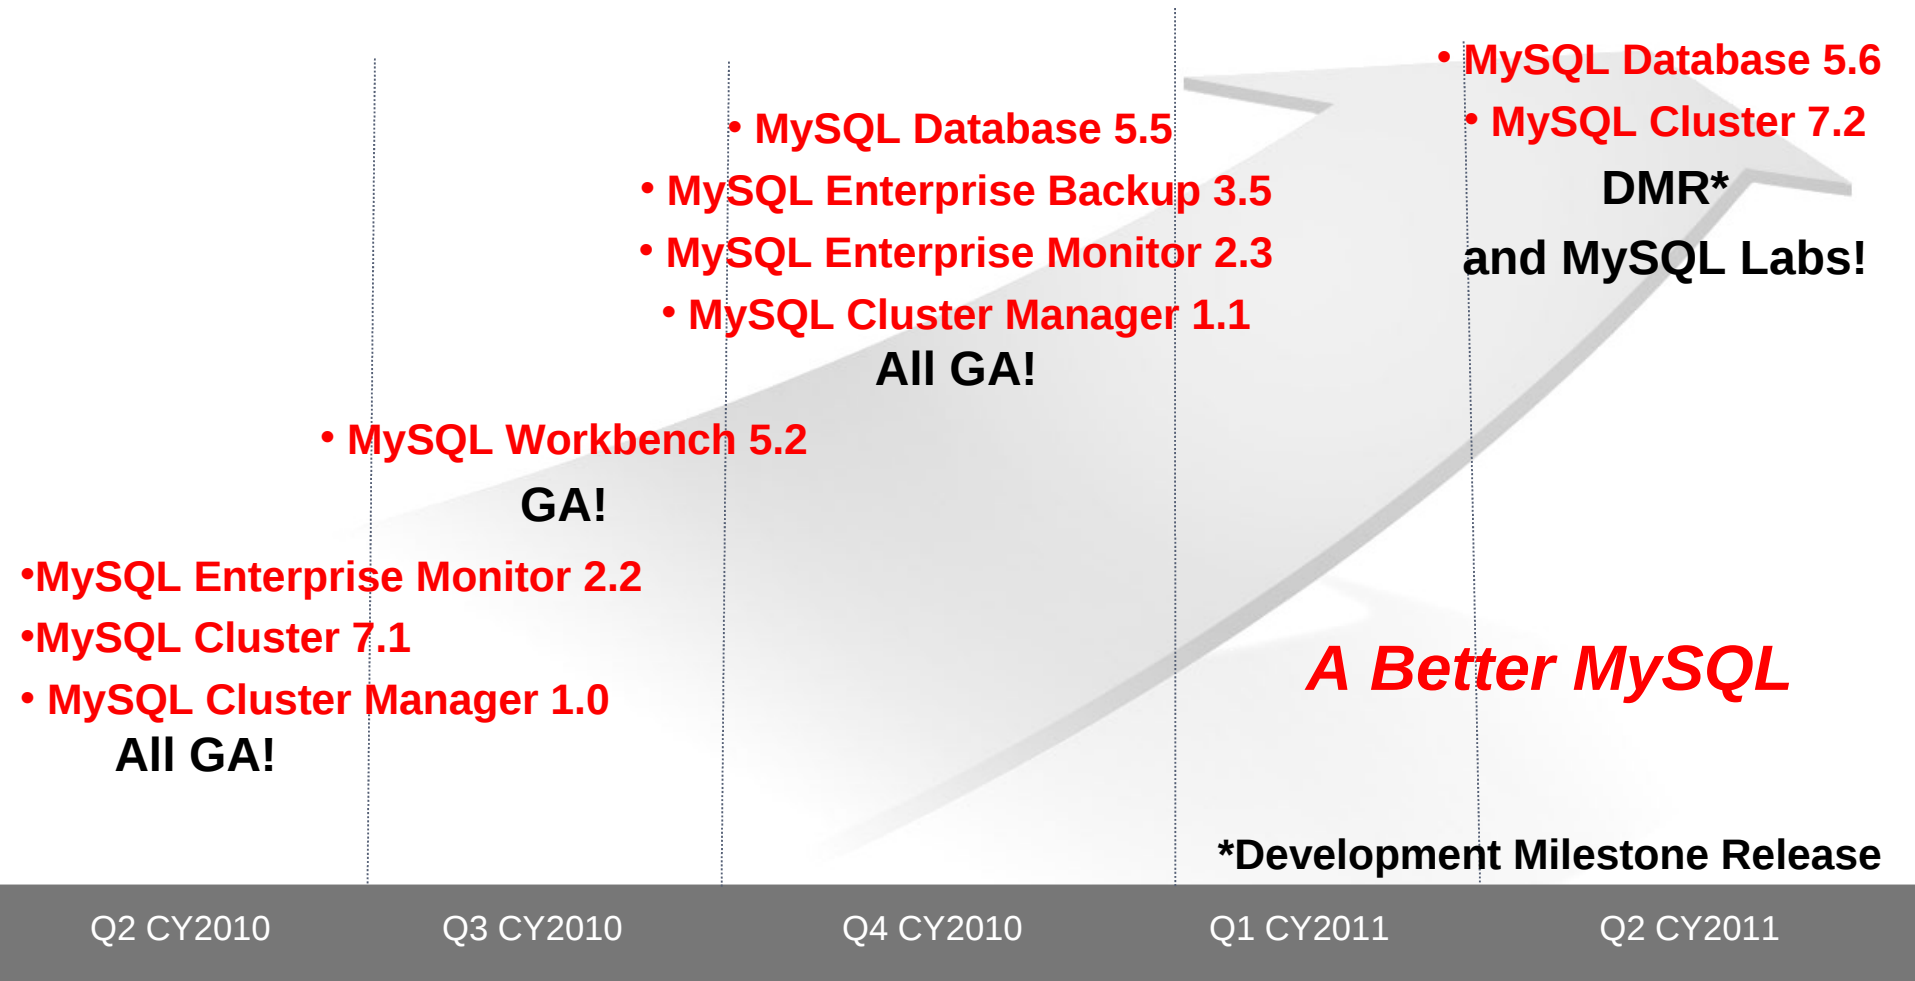 • MySQL Database 5.6
• MySQL Cluster 7.2
DMR*
and MySQL Labs!
• MySQL Database 5.5
• MySQL Enterprise Backup 3.5
• MySQL Enterprise Monitor 2.3
• MySQL Cluster Manager 1.1
All GA!
• MySQL Workbench 5.2
GA!
•MySQL Enterprise Monitor 2.2
•MySQL Cluster 7.1
• MySQL Cluster Manager 1.0
All GA!
A Better MySQL
*Development Milestone Release
Q2 CY2010 Q3 CY2010 Q4 CY2010 Q1 CY2011 Q2 CY2011